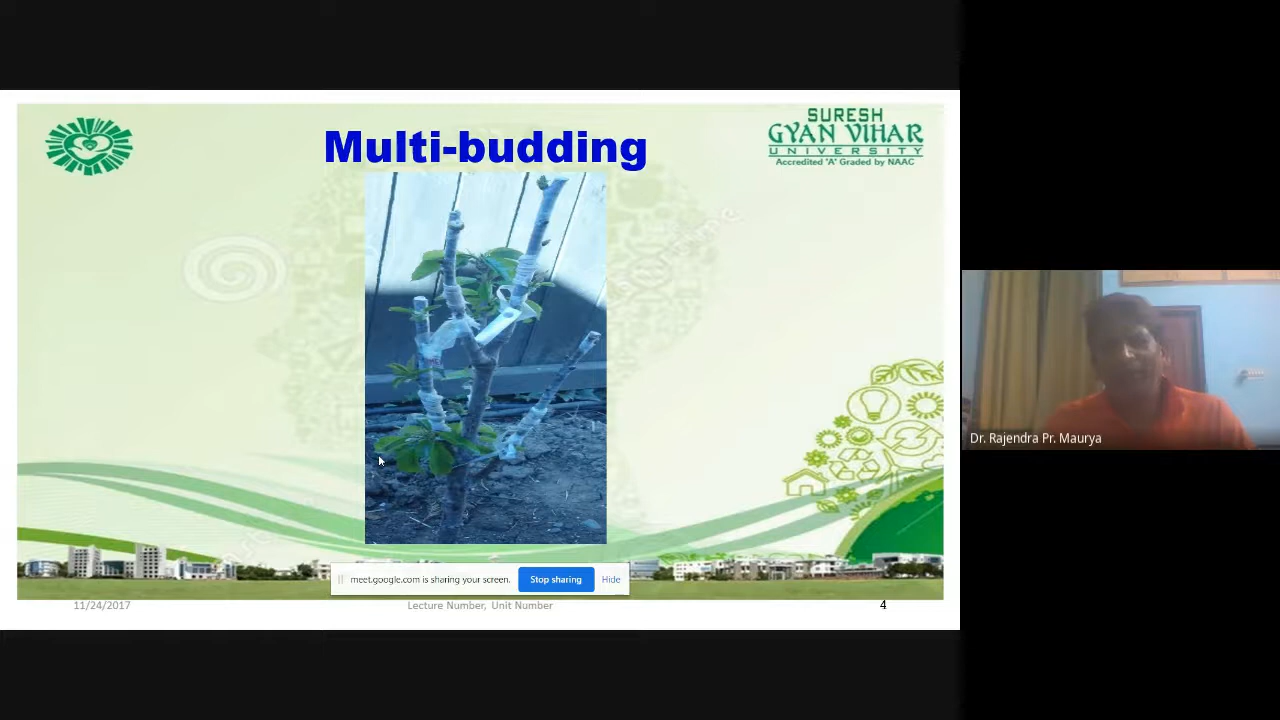 Multi-budding
SURESH
GYAN VIHAR
UNIVERSITY
Accredited 'A' Graded by NAAC
Dr. Rajendra Pr. Maurya
meet.google.com is sharing your screen.
Stop sharing
Hide
11/24/2017
Lecture Number, Unit Number
4